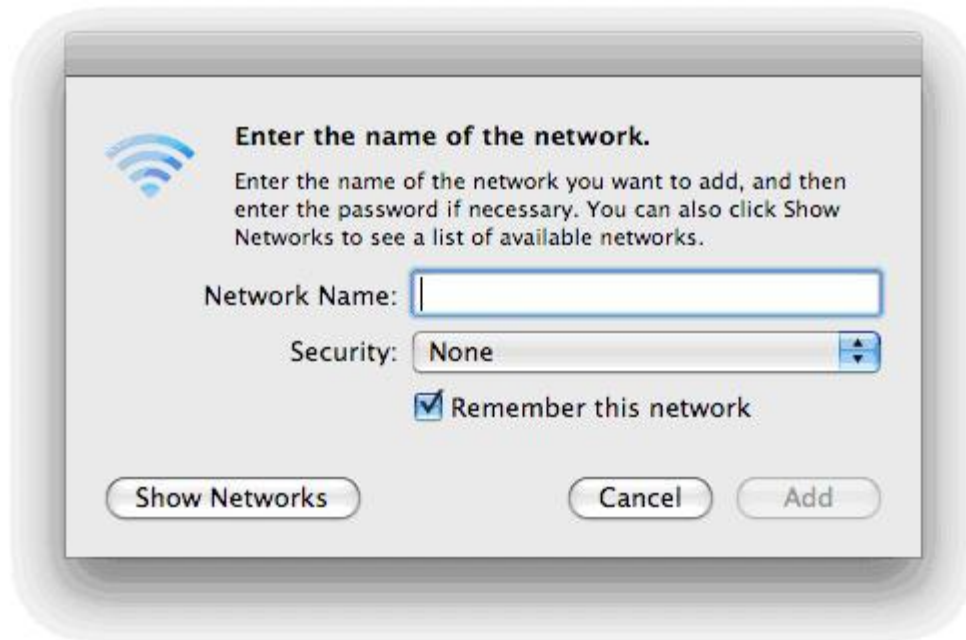 Enter the name of the network.
Enter the name of the network you want to add, and then
enter the password if necessary. You can also click Show
Networks to see a list of available networks.
Network Name:
Security: None
Remember this network
Show Networks Cancel Add